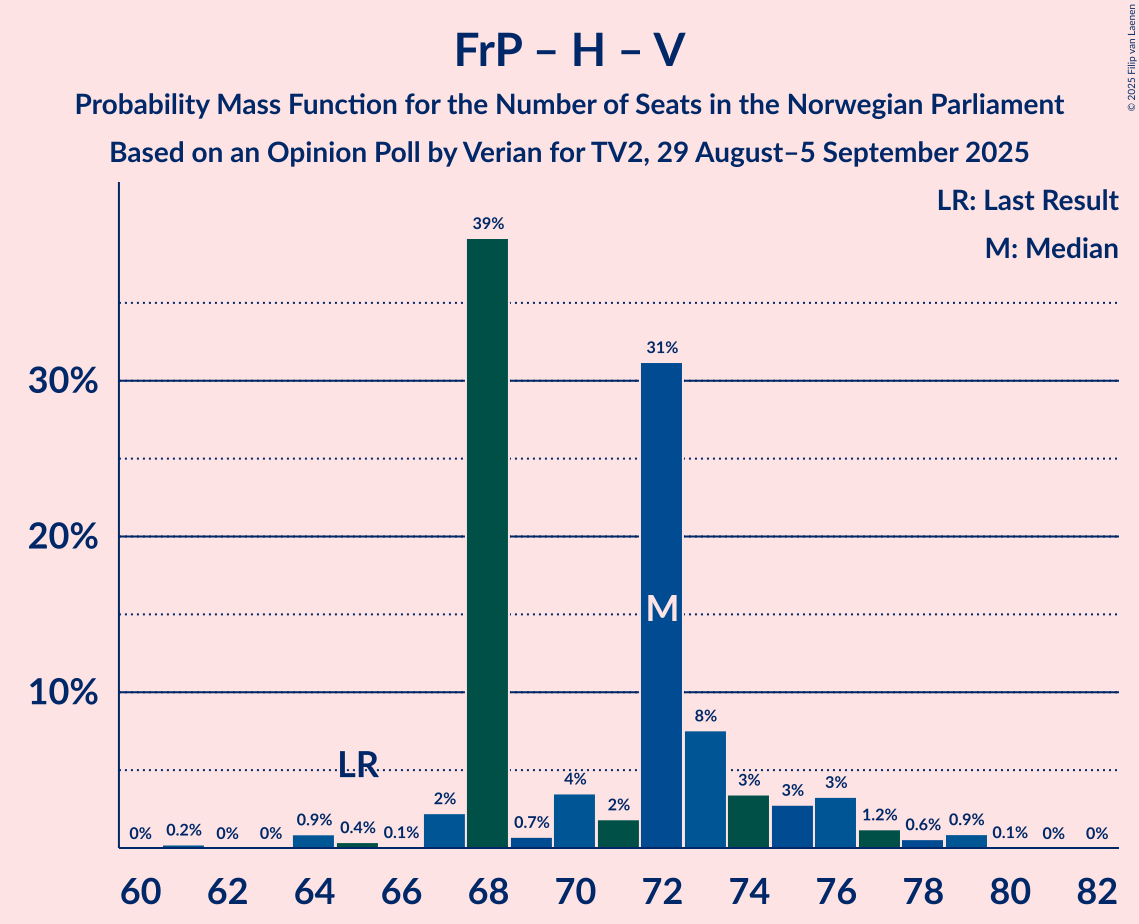 FrP – H – V
Probability Mass Function for the Number of Seats in the Norwegian Parliament
Based on an Opinion Poll by Verian for TV2, 29 August–5 September 2025
© 2025 Filip van Laenen
LR: Last Result
M: Median
30%
20%
10%
0%
0.2%
0%
0%
0.9%
0.4%
0.1%
2%
39%
0.7%
4%
2%
31%
8%
3%
3%
3%
1.2%
0.6%
0.9%
0.1%
0%
0%
LR
M
60 62 64 66 68 70 72 74 76 78 80 82